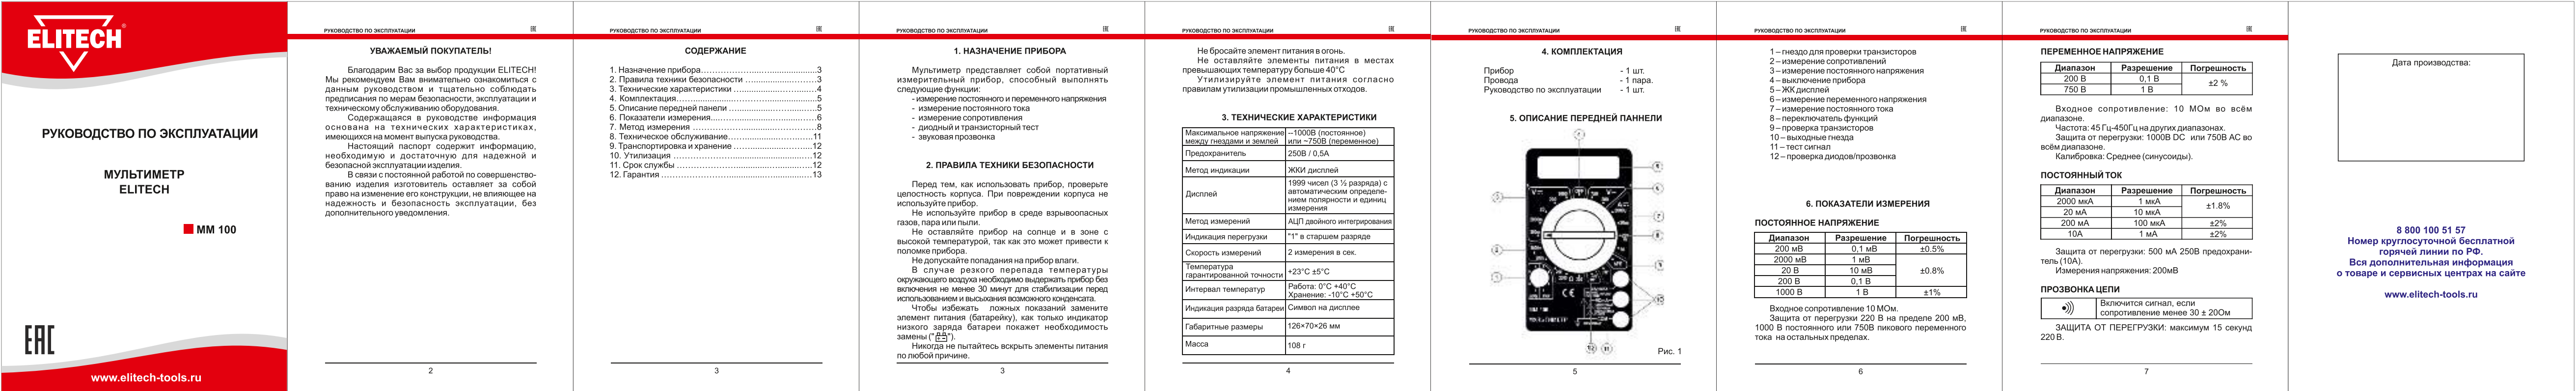 ELITECH®
РУКОВОДСТВО ПО ЭКСПЛУАТАЦИИ
МУЛЬТИМЕТР
ELITECH
ММ 100
EAC
www.elitech-tools.ru
РУКОВОДСТВО ПО ЭКСПЛУАТАЦИИ
EAC
УВАЖАЕМЫЙ ПОКУПАТЕЛЬ!
Благодарим Вас за выбор продукции ELITECH!
Мы рекомендуем Вам внимательно ознакомиться с
данным руководством и тщательно соблюдать
предписания по мерам безопасности, эксплуатации и
техническому обслуживанию оборудования.
Содержащаяся в руководстве информация
основана на технических характеристиках,
имеющихся на момент выпуска руководства.
Настоящий паспорт содержит информацию,
необходимую и достаточную для надежной и
безопасной эксплуатации изделия.
В связи с постоянной работой по совершенство-
ванию изделия изготовитель оставляет за собой
право на изменение его конструкции, не влияющее на
надежность и безопасность эксплуатации, без
дополнительного уведомления.
2
РУКОВОДСТВО ПО ЭКСПЛУАТАЦИИ
EAC
СОДЕРЖАНИЕ
1. Назначение прибора..........3
2. Правила техники безопасности ..........3
3. Технические характеристики ..........4
4. Комплектация..........5
5. Описание передней панели ..........5
6. Показатели измерения..........6
7. Метод измерения ..........8
8. Техническое обслуживание..........11
9. Транспортировка и хранение ..........12
10. Утилизация ..........12
11. Срок службы ..........12
12. Гарантия ..........13
3
РУКОВОДСТВО ПО ЭКСПЛУАТАЦИИ
EAC
1. НАЗНАЧЕНИЕ ПРИБОРА
Мультиметр представляет собой портативный
измерительный прибор, способный выполнять
следующие функции:
- измерение постоянного и переменного напряжения
- измерение постоянного тока
- измерение сопротивления
- диодный и транзисторный тест
- звуковая прозвонка
2. ПРАВИЛА ТЕХНИКИ БЕЗОПАСНОСТИ
Перед тем, как использовать прибор, проверьте
целостность корпуса. При повреждении корпуса не
используйте прибор.
Не используйте прибор в среде взрывоопасных
газов, пара или пыли.
Не оставляйте прибор на солнце и в зоне с
высокой температурой, так как это может привести к
поломке прибора.
Не допускайте попадания на прибор влаги.
В случае резкого перепада температуры
окружающего воздуха необходимо выдержать прибор без
включения не менее 30 минут для стабилизации перед
использованием и высыхания возможного конденсата.
Чтобы избежать ложных показаний замените
элемент питания (батарейку), как только индикатор
низкого заряда батареи покажет необходимость
замены ("").
Никогда не пытайтесь вскрыть элементы питания
по любой причине.
3
Не бросайте элемент питания в огонь.
Не оставляйте элементы питания в местах
превышающих температуру больше 40°С
Утилизируйте элемент питания согласно
правилам утилизации промышленных отходов.
3. ТЕХНИЧЕСКИЕ ХАРАКТЕРИСТИКИ
Максимальное напряжение между гнездами и землей --1000В (постоянное) или ~750В (переменное)
Предохранитель 250В / 0,5А
Метод индикации ЖКИ дисплей
Дисплей 1999 чисел (3 ½ разряда) с автоматическим определе-нием полярности и единиц измерения
Метод измерений АЦП двойного интегрирования
Индикация перегрузки "1" в старшем разряде
Скорость измерений 2 измерения в сек.
Температура гарантированной точности +23°С ±5°С
Интервал температур Работа: 0°С +40°С Хранение: -10°С +50°С
Индикация разряда батареи Символ на дисплее
Габаритные размеры 126×70×26 мм
Масса 108 г
4
РУКОВОДСТВО ПО ЭКСПЛУАТАЦИИ
EAC
4. КОМПЛЕКТАЦИЯ
Прибор - 1 шт.
Провода - 1 пара.
Руководство по эксплуатации - 1 шт.
5. ОПИСАНИЕ ПЕРЕДНЕЙ ПАННЕЛИ
Рис. 1
5
РУКОВОДСТВО ПО ЭКСПЛУАТАЦИИ
EAC
1 – гнездо для проверки транзисторов
2 – измерение сопротивлений
3 – измерение постоянного напряжения
4 – выключение прибора
5 – ЖК дисплей
6 – измерение переменного напряжения
7 – измерение постоянного тока
8 – переключатель функций
9 – проверка транзисторов
10 – выходные гнезда
11 – тест сигнал
12 – проверка диодов/прозвонка
6. ПОКАЗАТЕЛИ ИЗМЕРЕНИЯ
ПОСТОЯННОЕ НАПРЯЖЕНИЕ
Диапазон Разрешение Погрешность
200 мВ 0,1 мВ ±0.5%
2000 мВ 1 мВ
20 В 10 мВ ±0.8%
200 В 0,1 В
1000 В 1 В ±1%
Входное сопротивление 10 МОм.
Защита от перегрузки 220 В на пределе 200 мВ,
1000 В постоянного или 750В пикового переменного
тока на остальных пределах.
6
РУКОВОДСТВО ПО ЭКСПЛУАТАЦИИ
EAC
ПЕРЕМЕННОЕ НАПРЯЖЕНИЕ
Диапазон Разрешение Погрешность
200 В 0,1 В ±2 %
750 В 1 В
Входное сопротивление: 10 МОм во всём
диапазоне.
Частота: 45 Гц-450Гц на других диапазонах.
Защита от перегрузки: 1000В DC или 750В АС во
всём диапазоне.
Калибровка: Среднее (синусоиды).
ПОСТОЯННЫЙ ТОК
Диапазон Разрешение Погрешность
2000 мкА 1 мкА ±1.8%
20 мА 10 мкА
200 мА 100 мкА ±2%
10А 1 мА ±2%
Защита от перегрузки: 500 мА 250В предохрани-
тель (10А).
Измерения напряжения: 200мВ
ПРОЗВОНКА ЦЕПИ
Включится сигнал, если
сопротивление менее 30 ± 20Ом
ЗАЩИТА ОТ ПЕРЕГРУЗКИ: максимум 15 секунд
220 В.
7
Дата производства:
8 800 100 51 57
Номер круглосуточной бесплатной
горячей линии по РФ.
Вся дополнительная информация
о товаре и сервисных центрах на сайте
www.elitech-tools.ru